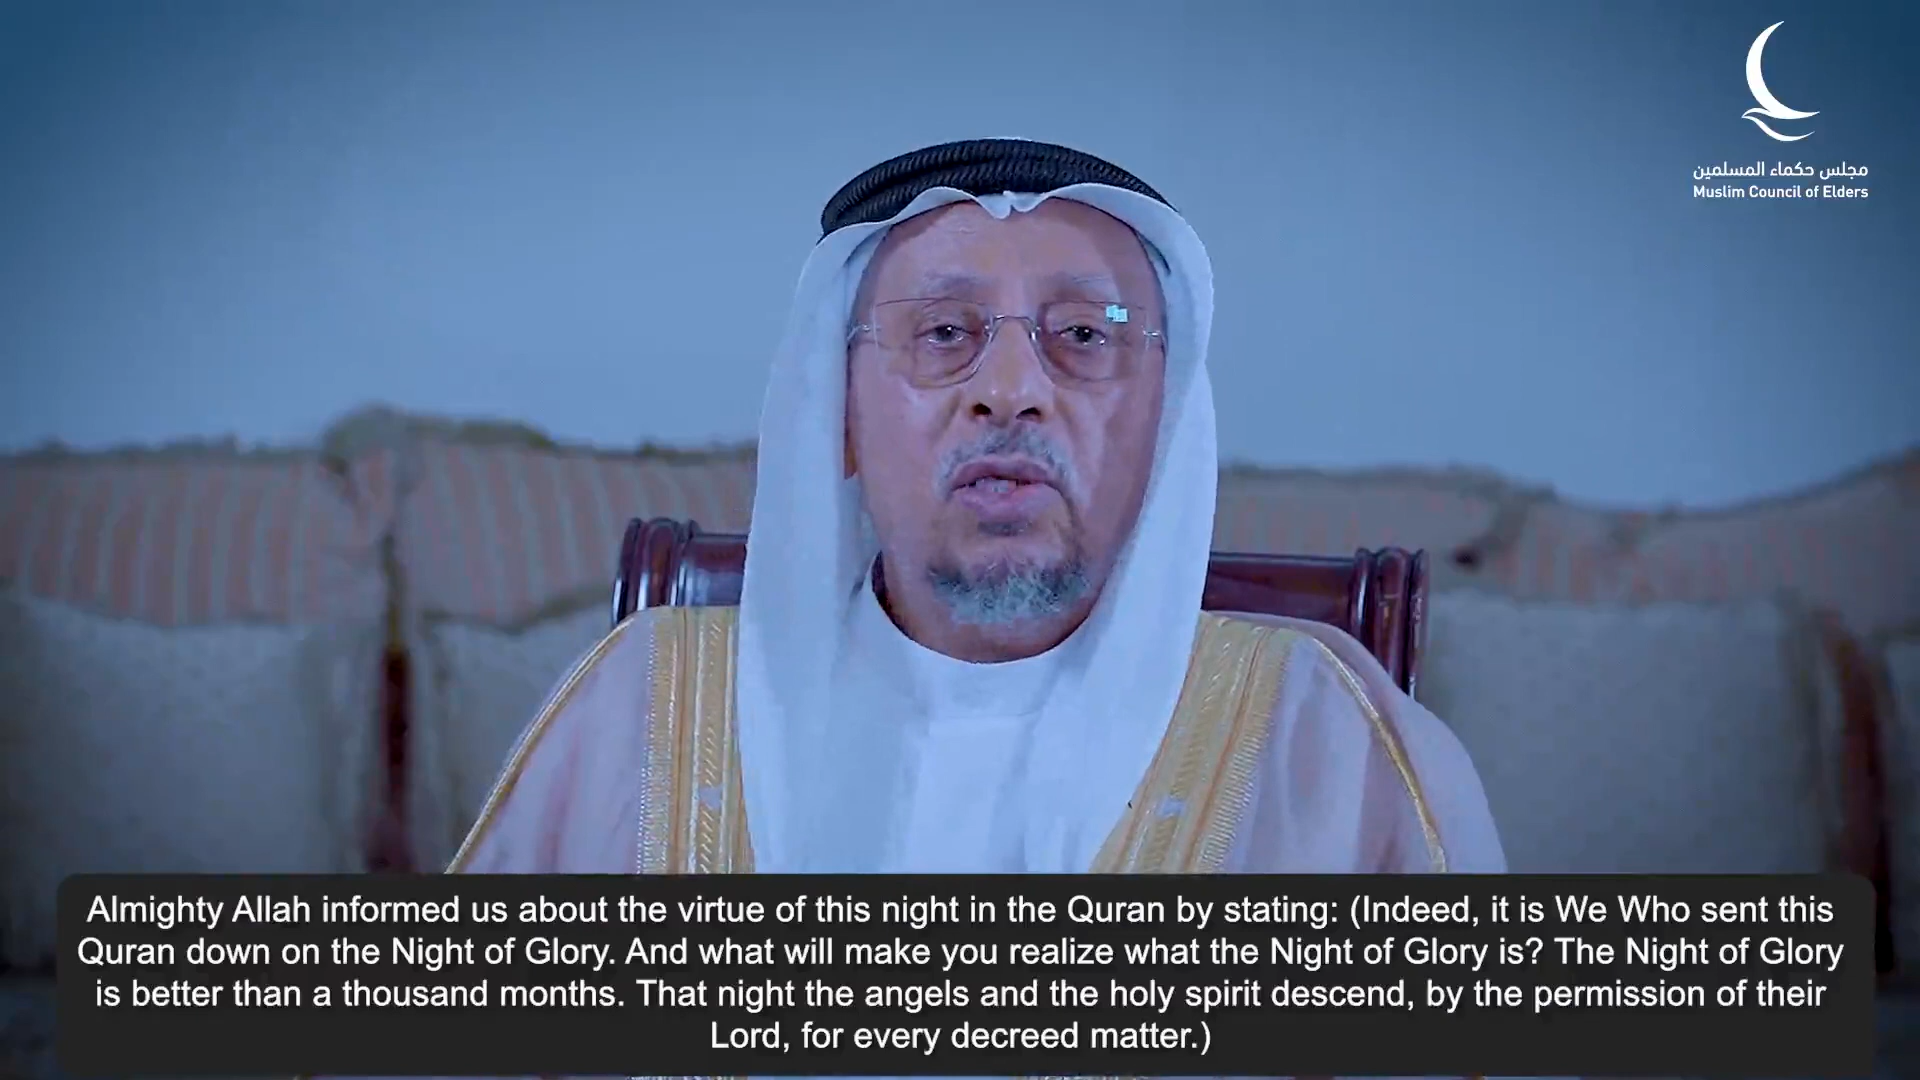 مجلس حكماء المسلمين
Muslim Council of Elders
Almighty Allah informed us about the virtue of this night in the Quran by stating: (Indeed, it is We Who sent this
Quran down on the Night of Glory. And what will make you realize what the Night of Glory is? The Night of Glory
is better than a thousand months. That night the angels and the holy spirit descend, by the permission of their
Lord, for every decreed matter.)